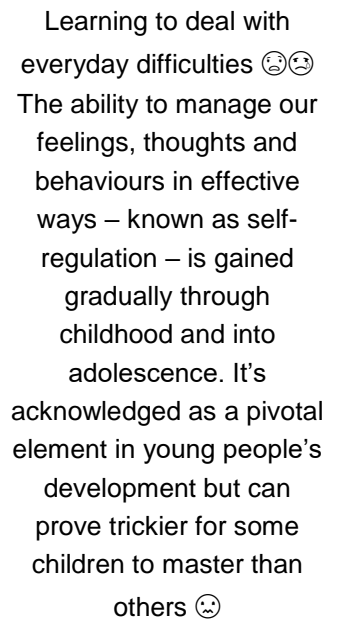 Learning to deal with
everyday difficulties 😟😢
The ability to manage our
feelings, thoughts and
behaviours in effective
ways – known as self-
regulation – is gained
gradually through
childhood and into
adolescence. It’s
acknowledged as a pivotal
element in young people’s
development but can
prove trickier for some
children to master than
others 😖